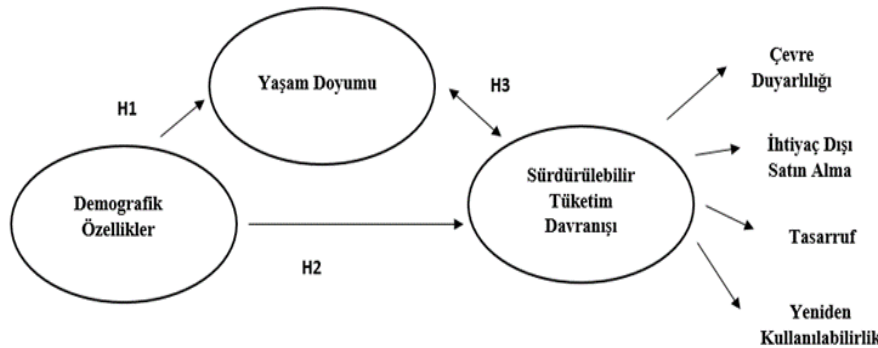 Yaşam Doyumu
H1
H3
Demografik
Özellikler
H2
Sürdürülebilir
Tüketim
Davranışı
Çevre
Duyarlılığı
İhtiyaç Dışı
Satın Alma
Tasarruf
Yeniden
Kullanılabilirlik